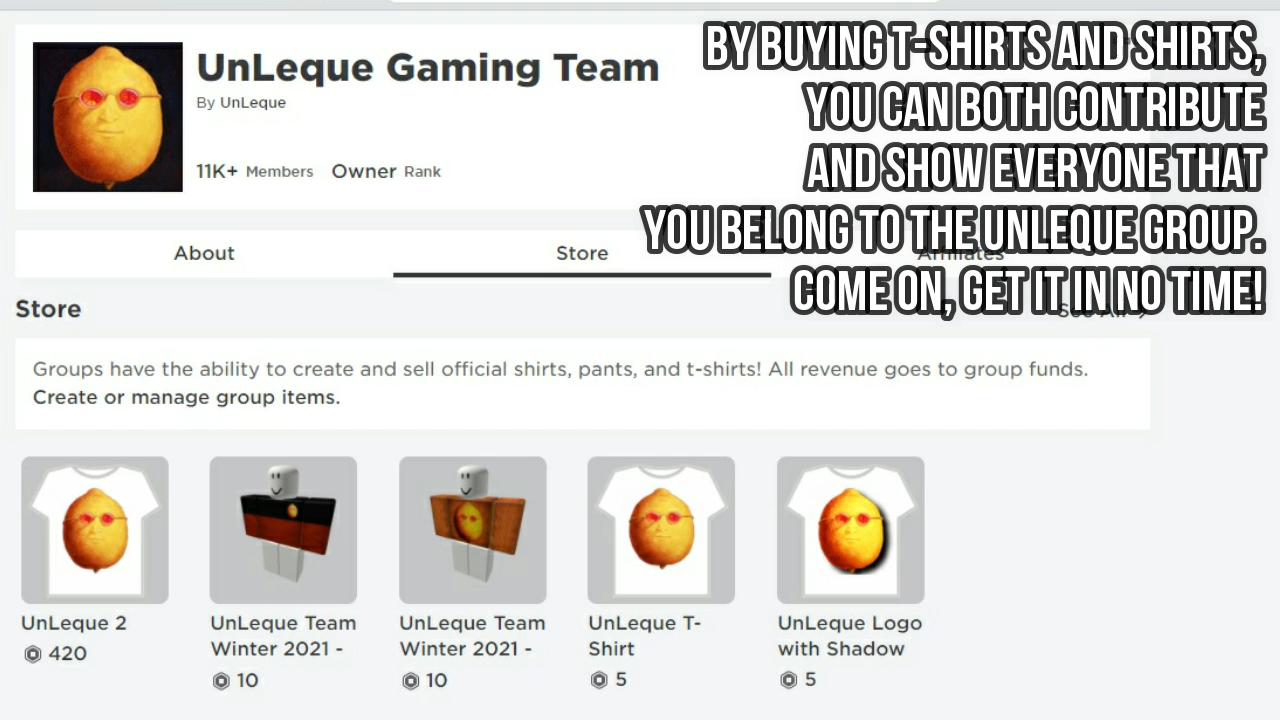 UnLeque Gaming Team
By UnLeque
11K+ Members Owner Rank
BY BUYING T-SHIRTS AND SHIRTS,
YOU CAN BOTH CONTRIBUTE
AND SHOW EVERYONE THAT
YOU BELONG TO THE UNLEQUE GROUP.
COME ON, GET IT IN NO TIME!
About Store Affiliates
Store See All
Groups have the ability to create and sell official shirts, pants, and t-shirts! All revenue goes to group funds.
Create or manage group items.
UnLeque 2
420
UnLeque Team
Winter 2021 -
10
UnLeque Team
Winter 2021 -
10
UnLeque T-
Shirt
5
UnLeque Logo
with Shadow
5